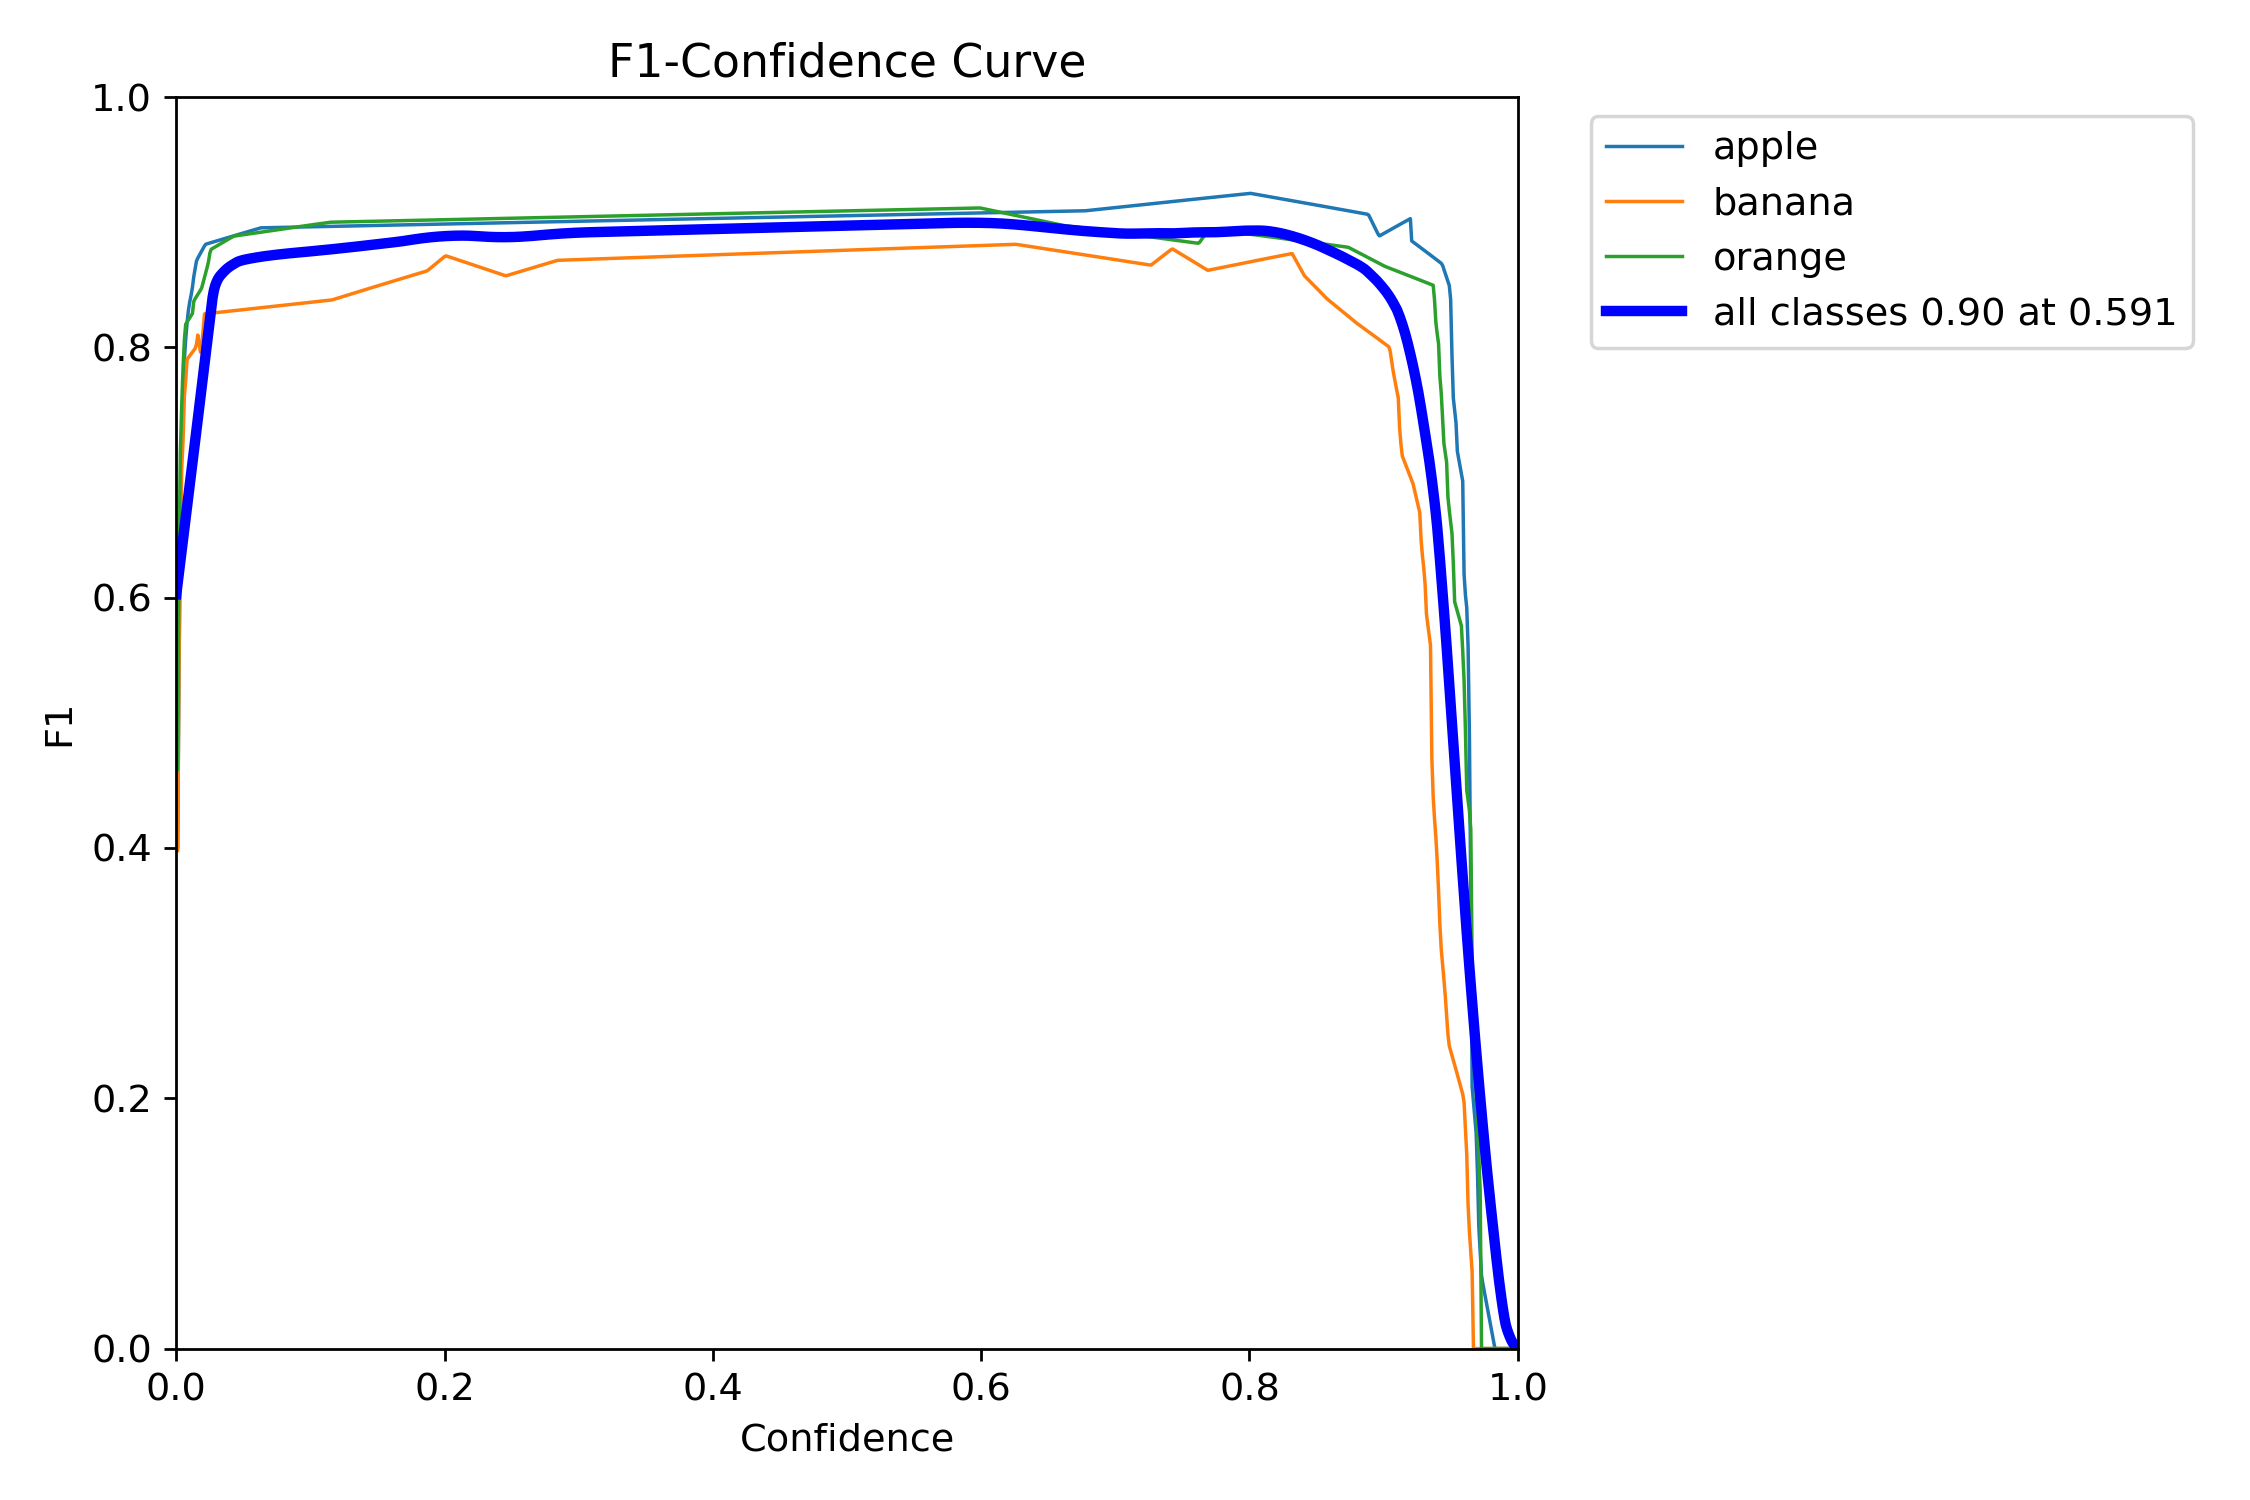 F1-Confidence Curve
1.0
0.8
0.6
0.4
0.2
0.0
F1
0.0 0.2 0.4 0.6 0.8 1.0
Confidence
apple
banana
orange
all classes 0.90 at 0.591